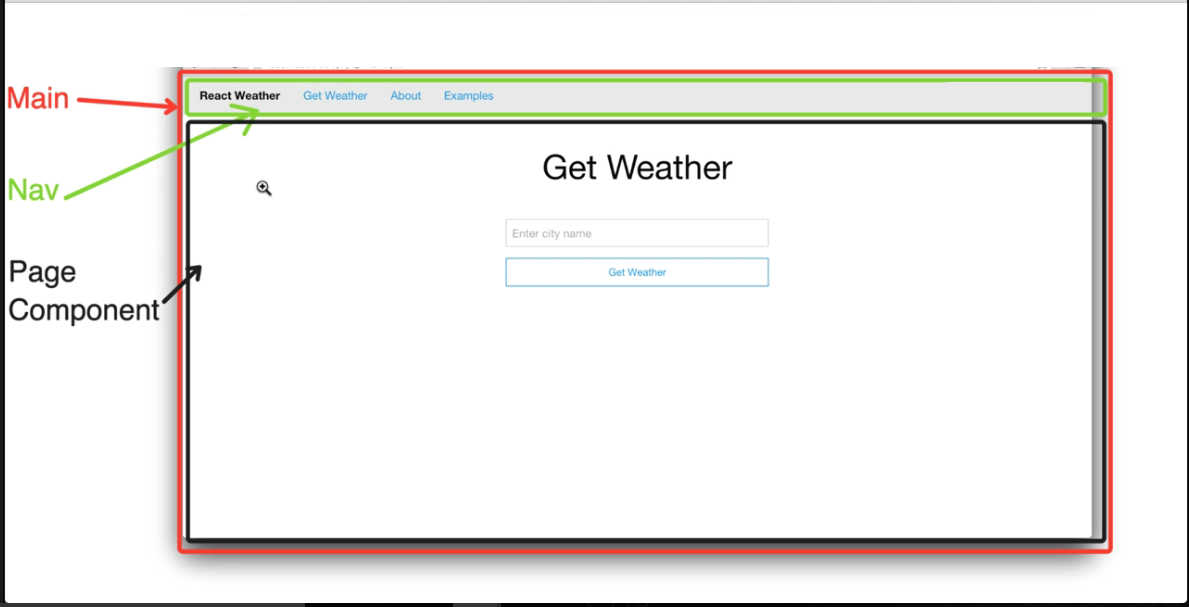 Main
React Weather Get Weather About Examples
Nav
Get Weather
Enter city name
Page
Component
Get Weather